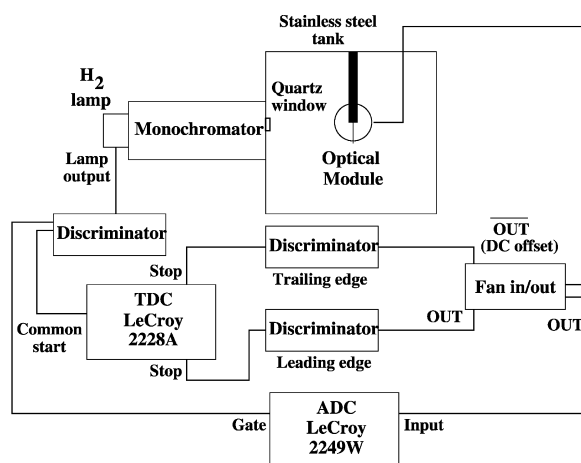 Stainless steel
tank
H2
lamp
Quartz
window
Monochromator
Optical
Module
Lamp
output
Discriminator
OUT
(DC offset)
Discriminator
Stop
Trailing edge
Fan in/out
TDC
LeCroy
2228A
Common
start
Discriminator
OUT
OUT
Stop
Leading edge
ADC
LeCroy
2249W
Gate
Input